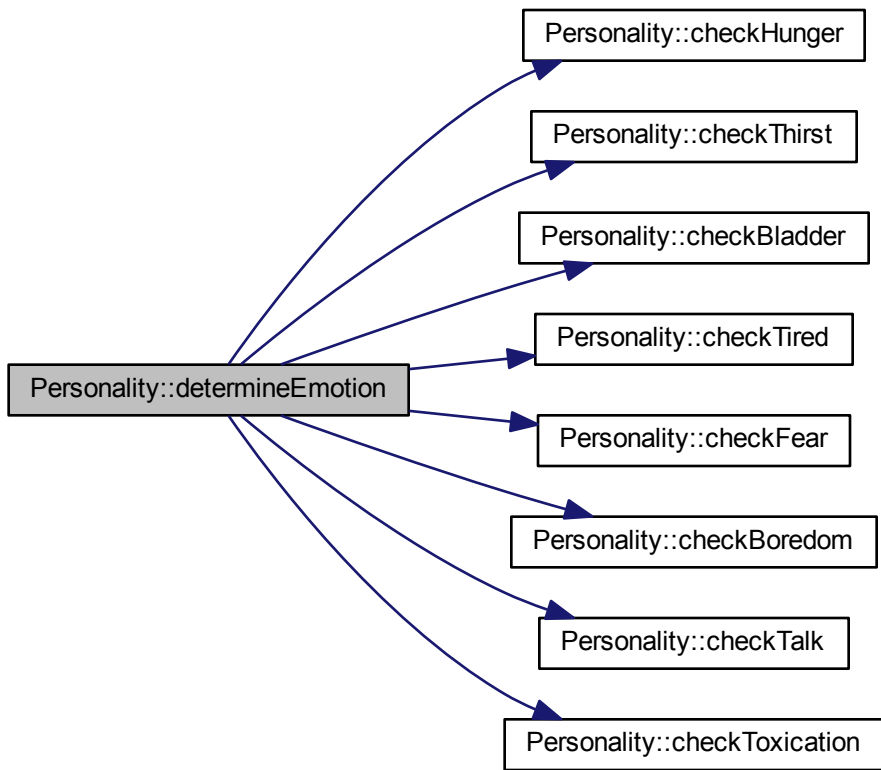 Personality::checkHunger
Personality::checkThirst
Personality::checkBladder
Personality::checkTired
Personality::determineEmotion
Personality::checkFear
Personality::checkBoredom
Personality::checkTalk
Personality::checkToxication